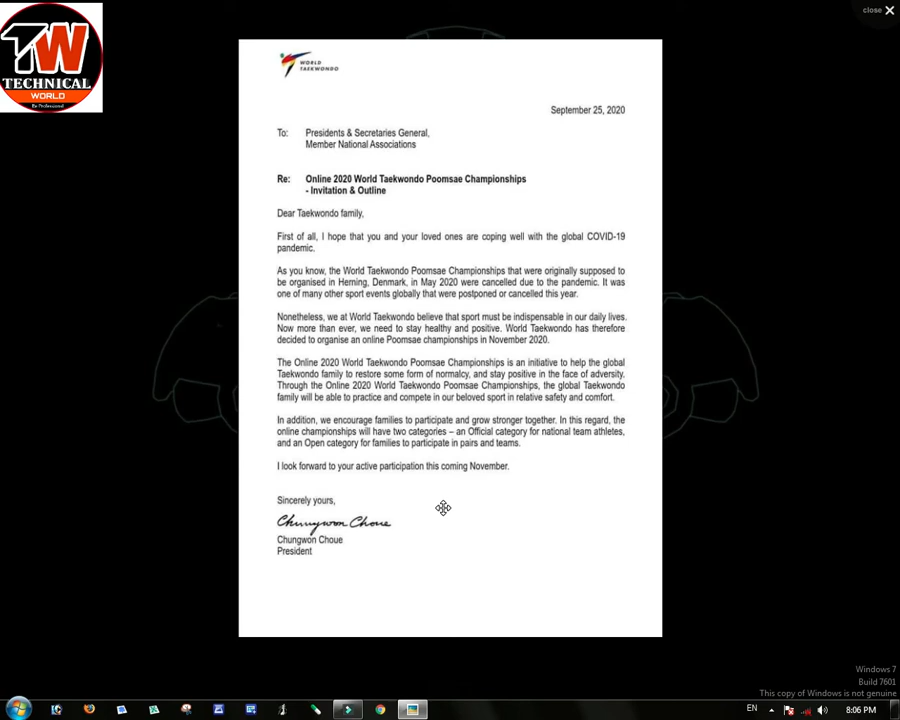 close
TW
TECHNICAL
WORLD
Be Professional
WORLD
TAEKWONDO
September 25, 2020
To: Presidents & Secretaries General,
Member National Associations
Re: Online 2020 World Taekwondo Poomsae Championships
- Invitation & Outline
Dear Taekwondo family,
First of all, I hope that you and your loved ones are coping well with the global COVID-19
pandemic.
As you know, the World Taekwondo Poomsae Championships that were originally supposed to
be organised in Herning, Denmark, in May 2020 were cancelled due to the pandemic. It was
one of many other sport events globally that were postponed or cancelled this year.
Nonetheless, we at World Taekwondo believe that sport must be indispensable in our daily lives.
Now more than ever, we need to stay healthy and positive. World Taekwondo has therefore
decided to organise an online Poomsae championships in November 2020.
The Online 2020 World Taekwondo Poomsae Championships is an initiative to help the global
Taekwondo family to restore some form of normalcy, and stay positive in the face of adversity.
Through the Online 2020 World Taekwondo Poomsae Championships, the global Taekwondo
family will be able to practice and compete in our beloved sport in relative safety and comfort.
In addition, we encourage families to participate and grow stronger together. In this regard, the
online championships will have two categories – an Official category for national team athletes,
and an Open category for families to participate in pairs and teams.
I look forward to your active participation this coming November.
Sincerely yours,
Chungwon Choue
Chungwon Choue
President
Windows 7
Build 7601
This copy of Windows is not genuine
EN
8:06 PM